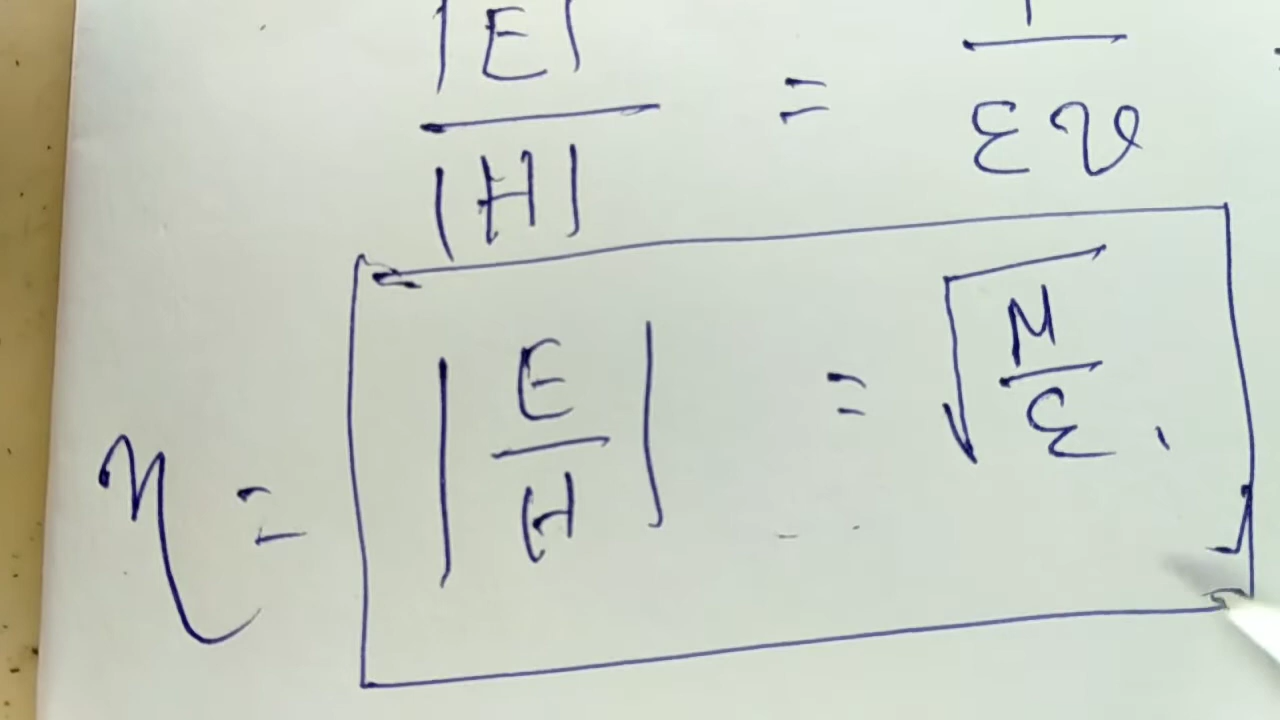 |E| / |H| = 1 / εv
η = |E / H| = √(μ / ε).